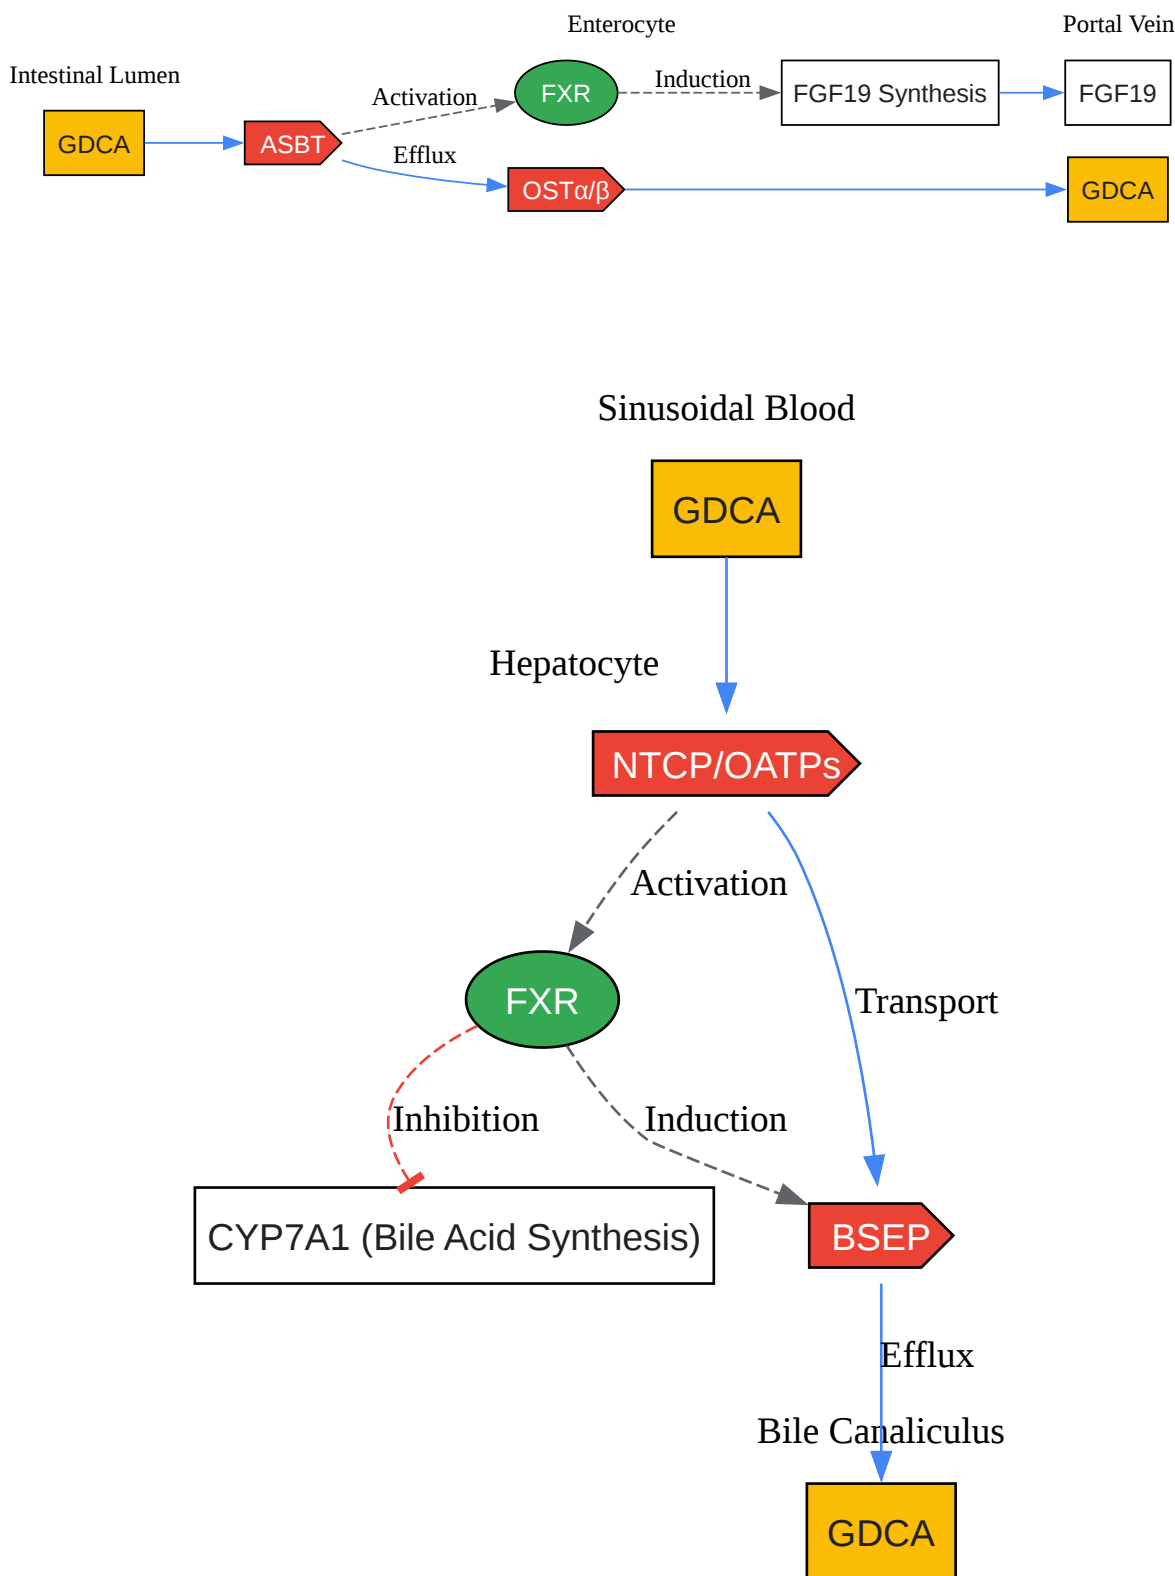 Enterocyte
Portal Vein
Intestinal Lumen
Activation
FXR
Induction
FGF19 Synthesis
FGF19
GDCA
ASBT
Efflux
OSTα/β
GDCA
Sinusoidal Blood
GDCA
Hepatocyte
NTCP/OATPs
Activation
FXR
Transport
Inhibition
Induction
CYP7A1 (Bile Acid Synthesis)
BSEP
Efflux
Bile Canaliculus
GDCA